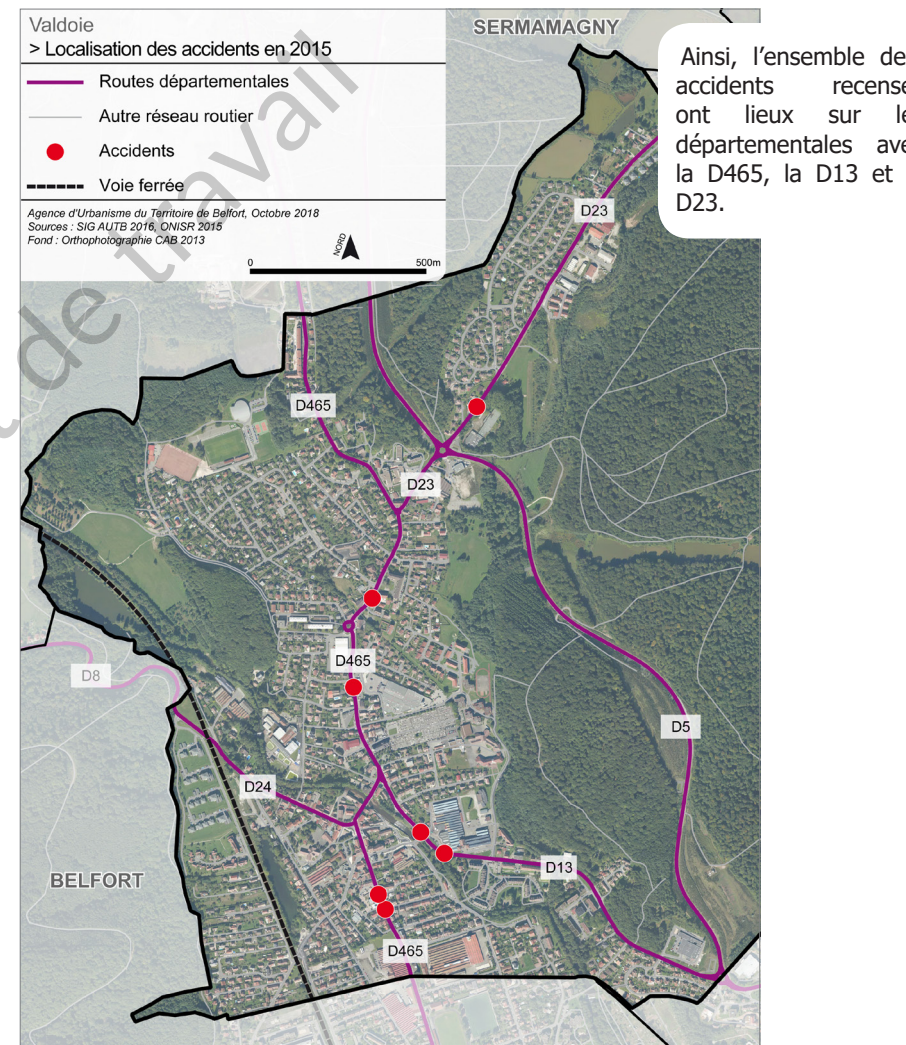 Valdoie
> Localisation des accidents en 2015
Routes départementales
Autre réseau routier
Accidents
Voie ferrée
Agence d'Urbanisme du Territoire de Belfort, Octobre 2018
Sources : SIG AUTB 2016, ONISR 2015
Fond : Orthophotographie CAB 2013
NORD
0 500m
SERMAMAGNY
Ainsi, l'ensemble de
accidents recensé
ont lieux sur le
départementales ave
la D465, la D13 et
D23.
de travail
D23
D465
D23
D465
D8
D5
D24
D13
BELFORT
D465